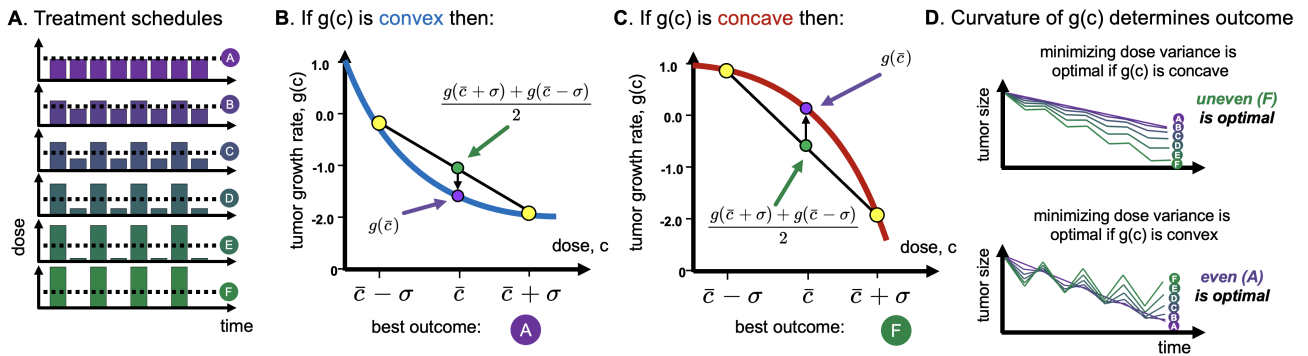 A. Treatment schedules
A
B
C
D
E
F
dose
time
B. If g(c) is convex then:
tumor growth rate, g(c)
1.0
0.0
-1.0
-2.0
0
g(c̄ + σ) + g(c̄ − σ)
2
g(c̄)
dose, c
c̄ − σ
c̄
c̄ + σ
best outcome: A
C. If g(c) is concave then:
tumor growth rate, g(c)
1.0
0.0
-1.0
-2.0
0
g(c̄)
g(c̄ + σ) + g(c̄ − σ)
2
dose, c
c̄ − σ
c̄
c̄ + σ
best outcome: F
D. Curvature of g(c) determines outcome
minimizing dose variance is
optimal if g(c) is concave
tumor size
A
B
C
D
E
F
uneven (F)
is optimal
minimizing dose variance is
optimal if g(c) is convex
tumor size
F
E
D
C
B
A
even (A)
is optimal
time